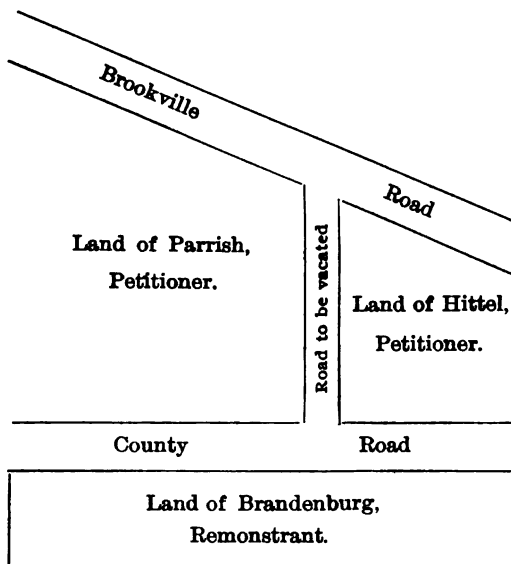 Brookville Road
Land of Parrish,
Petitioner.
Road to be vacated
Land of Hittel,
Petitioner.
County Road
Land of Brandenburg,
Remonstrant.